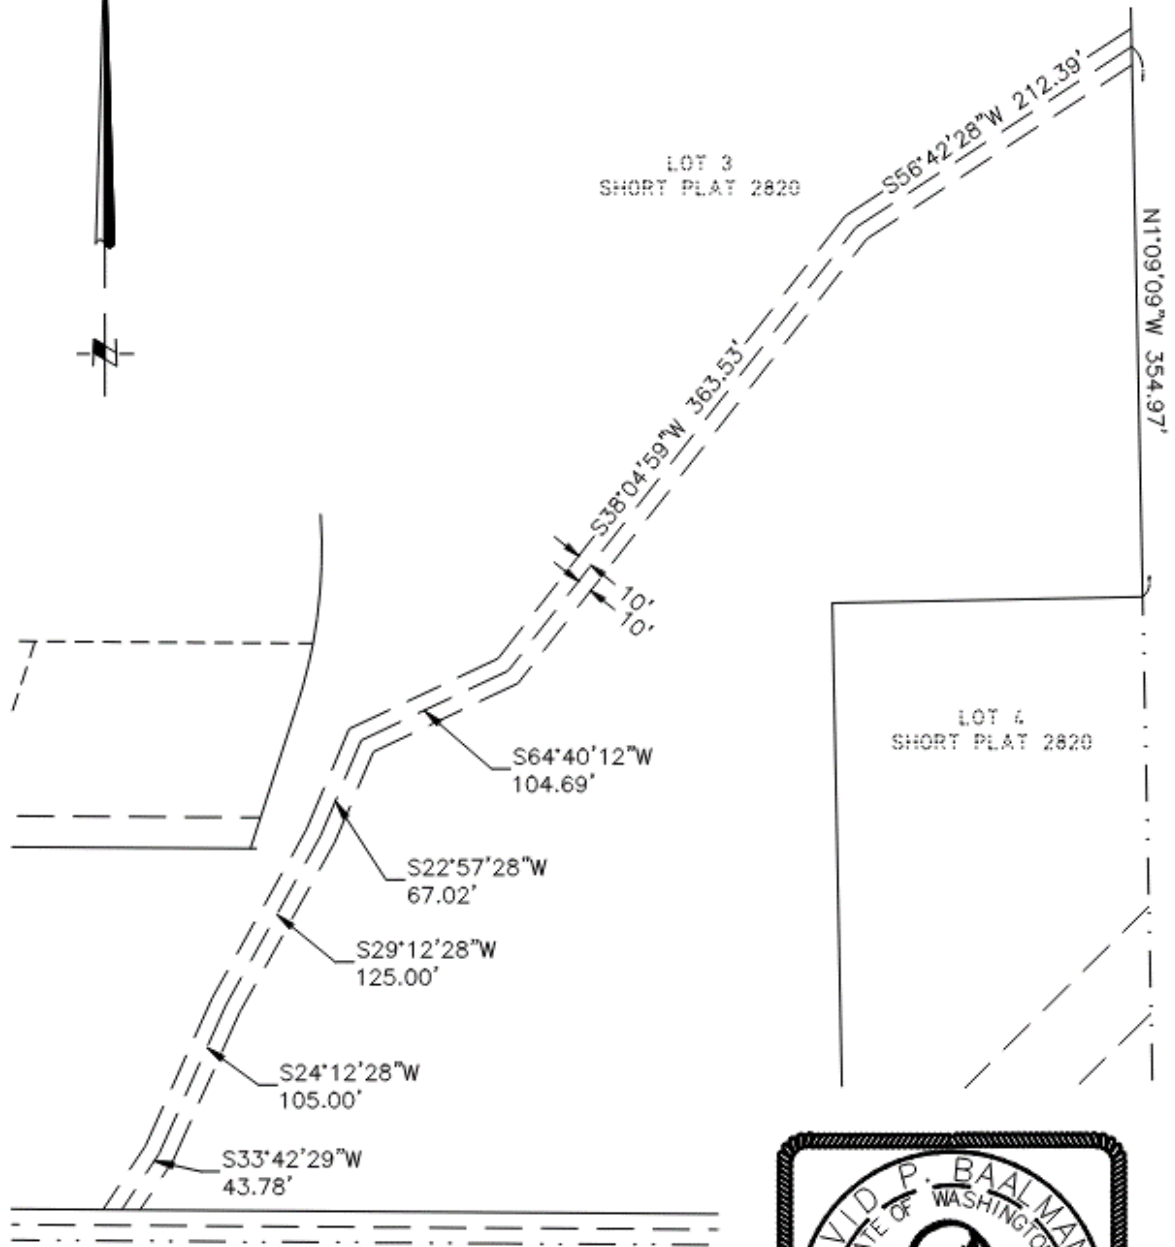 S56°42'28"W 212.39'
LOT 3
SHORT PLAT 2820
N1°09'09"W 354.97'
S38°04'59"W 363.53'
10'
10'
LOT 4
SHORT PLAT 2820
S64°40'12"W
104.69'
S22°57'28"W
67.02'
S29°12'28"W
125.00'
S24°12'28"W
105.00'
S33°42'29"W
43.78'
VID P. BAALMAN
OF WASHINGTO